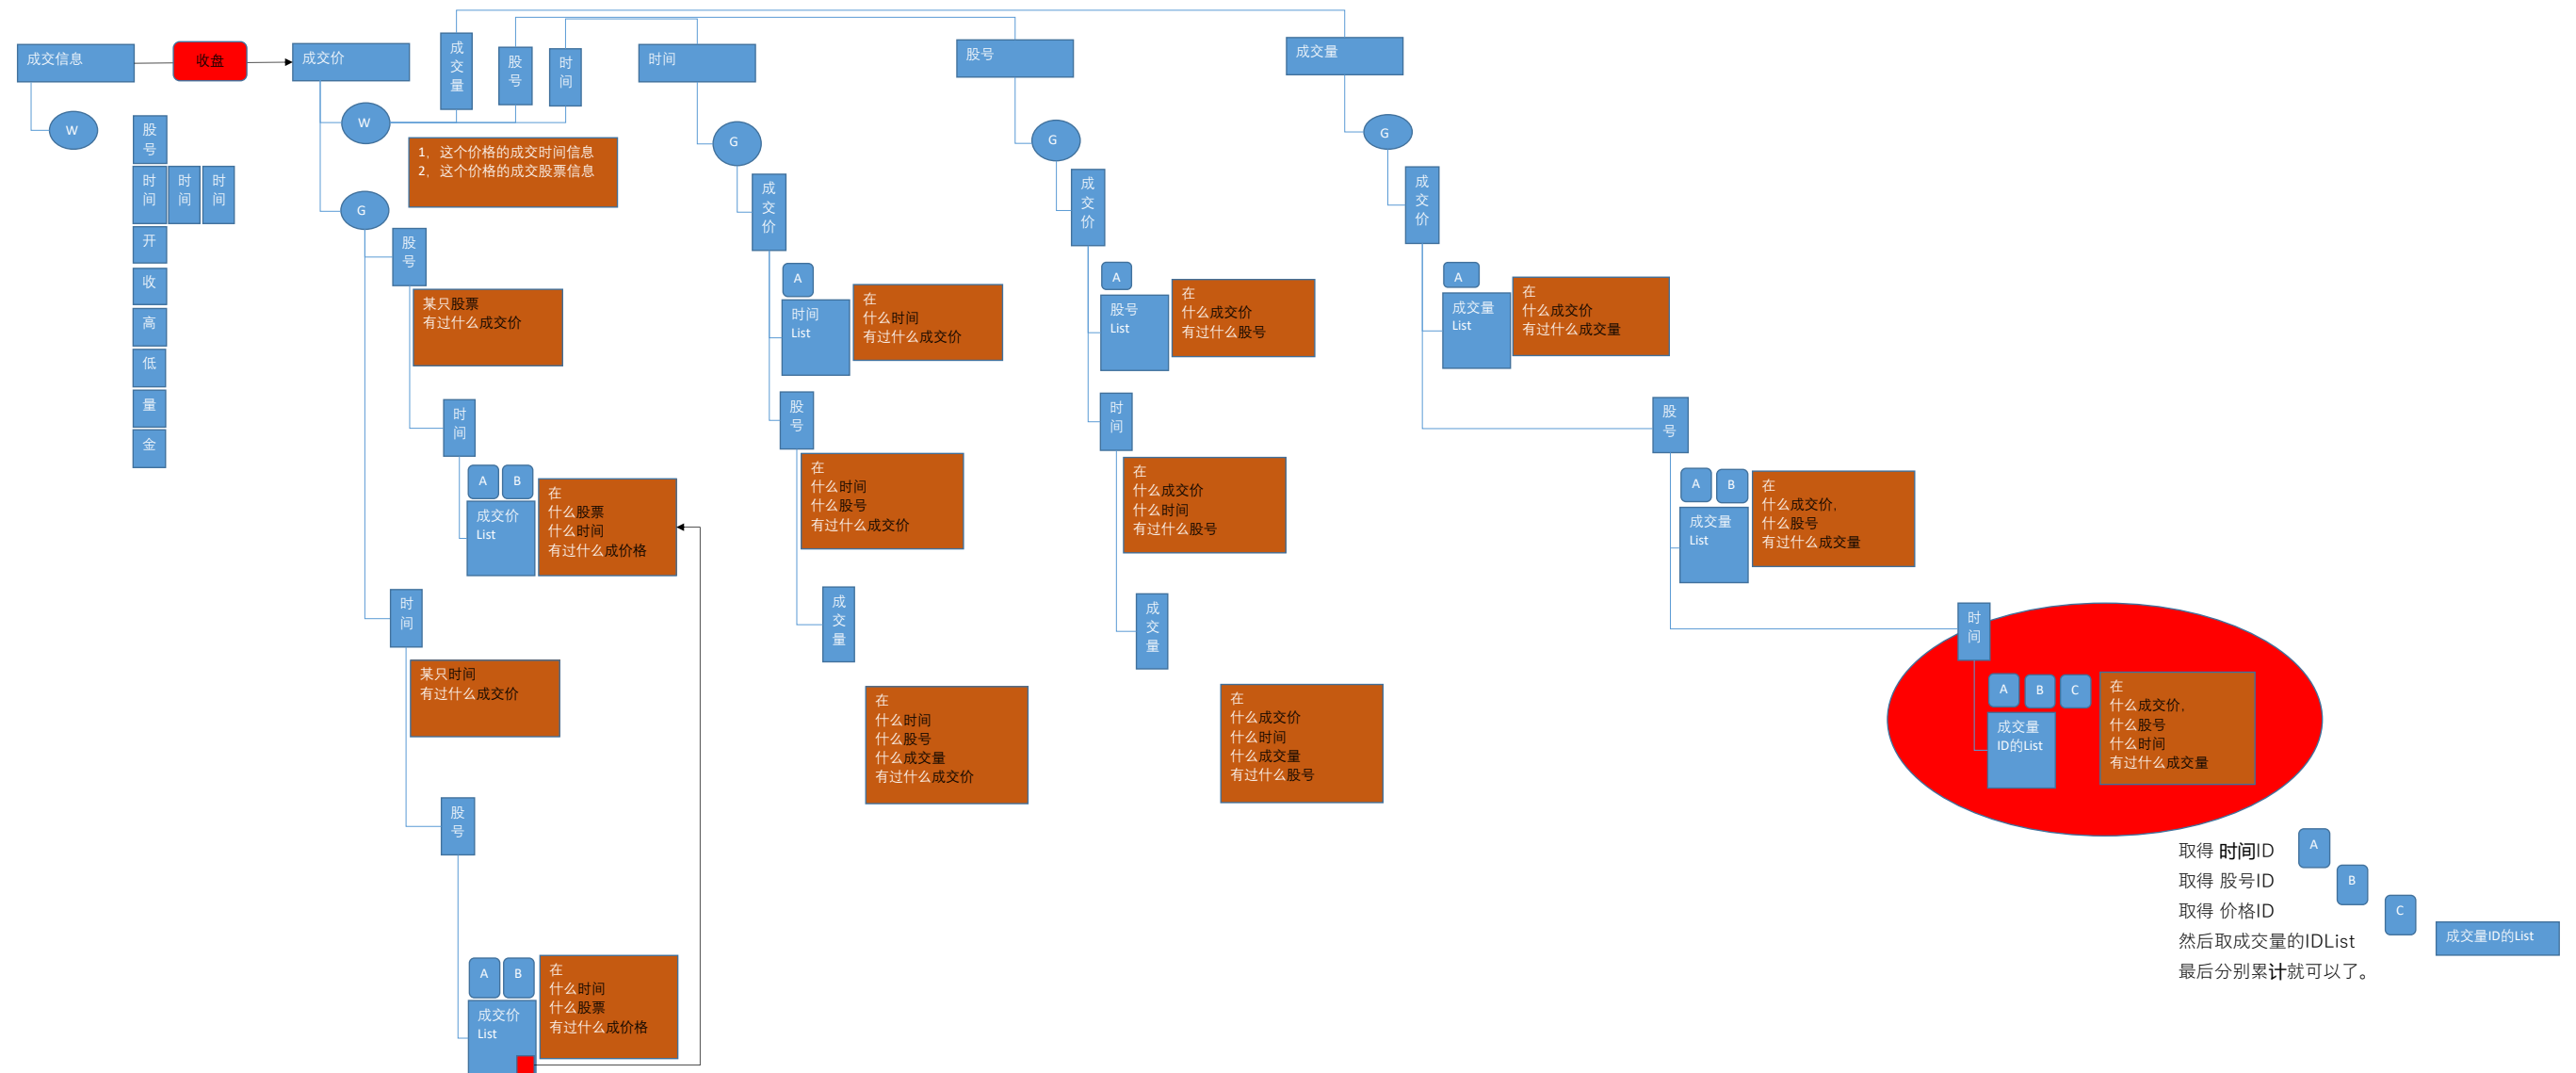 成交信息
收盘
成交价
成交量
股号
时间
时间
股号
成交量
W
股号
时间
时间
时间
开
收
高
低
量
金
W
1，这个价格的成交时间信息
2，这个价格的成交股票信息
G
股号
某只股票
有过什么成交价
时间
A
B
成交价
List
在
什么股票
什么时间
有过什么成价格
时间
某只时间
有过什么成交价
股号
A
B
成交价
List
在
什么时间
什么股票
有过什么成价格
G
成交价
A
时间
List
在
什么时间
有过什么成交价
股号
在
什么时间
什么股号
有过什么成交价
成交量
在
什么时间
什么股号
什么成交量
有过什么成交价
G
成交价
A
股号
List
在
什么成交价
有过什么股号
时间
在
什么成交价
什么时间
有过什么股号
成交量
在
什么成交价
什么时间
什么成交量
有过什么股号
G
成交价
A
成交量
List
在
什么成交价
有过什么成交量
股号
A
B
成交量
List
在
什么成交价，
什么股号
有过什么成交量
时间
A
B
C
成交量
ID的List
在
什么成交价，
什么股号
什么时间
有过什么成交量
取得 时间ID
A
取得 股号ID
B
取得 价格ID
C
然后取成交量的IDList
成交量ID的List
最后分别累计就可以了。